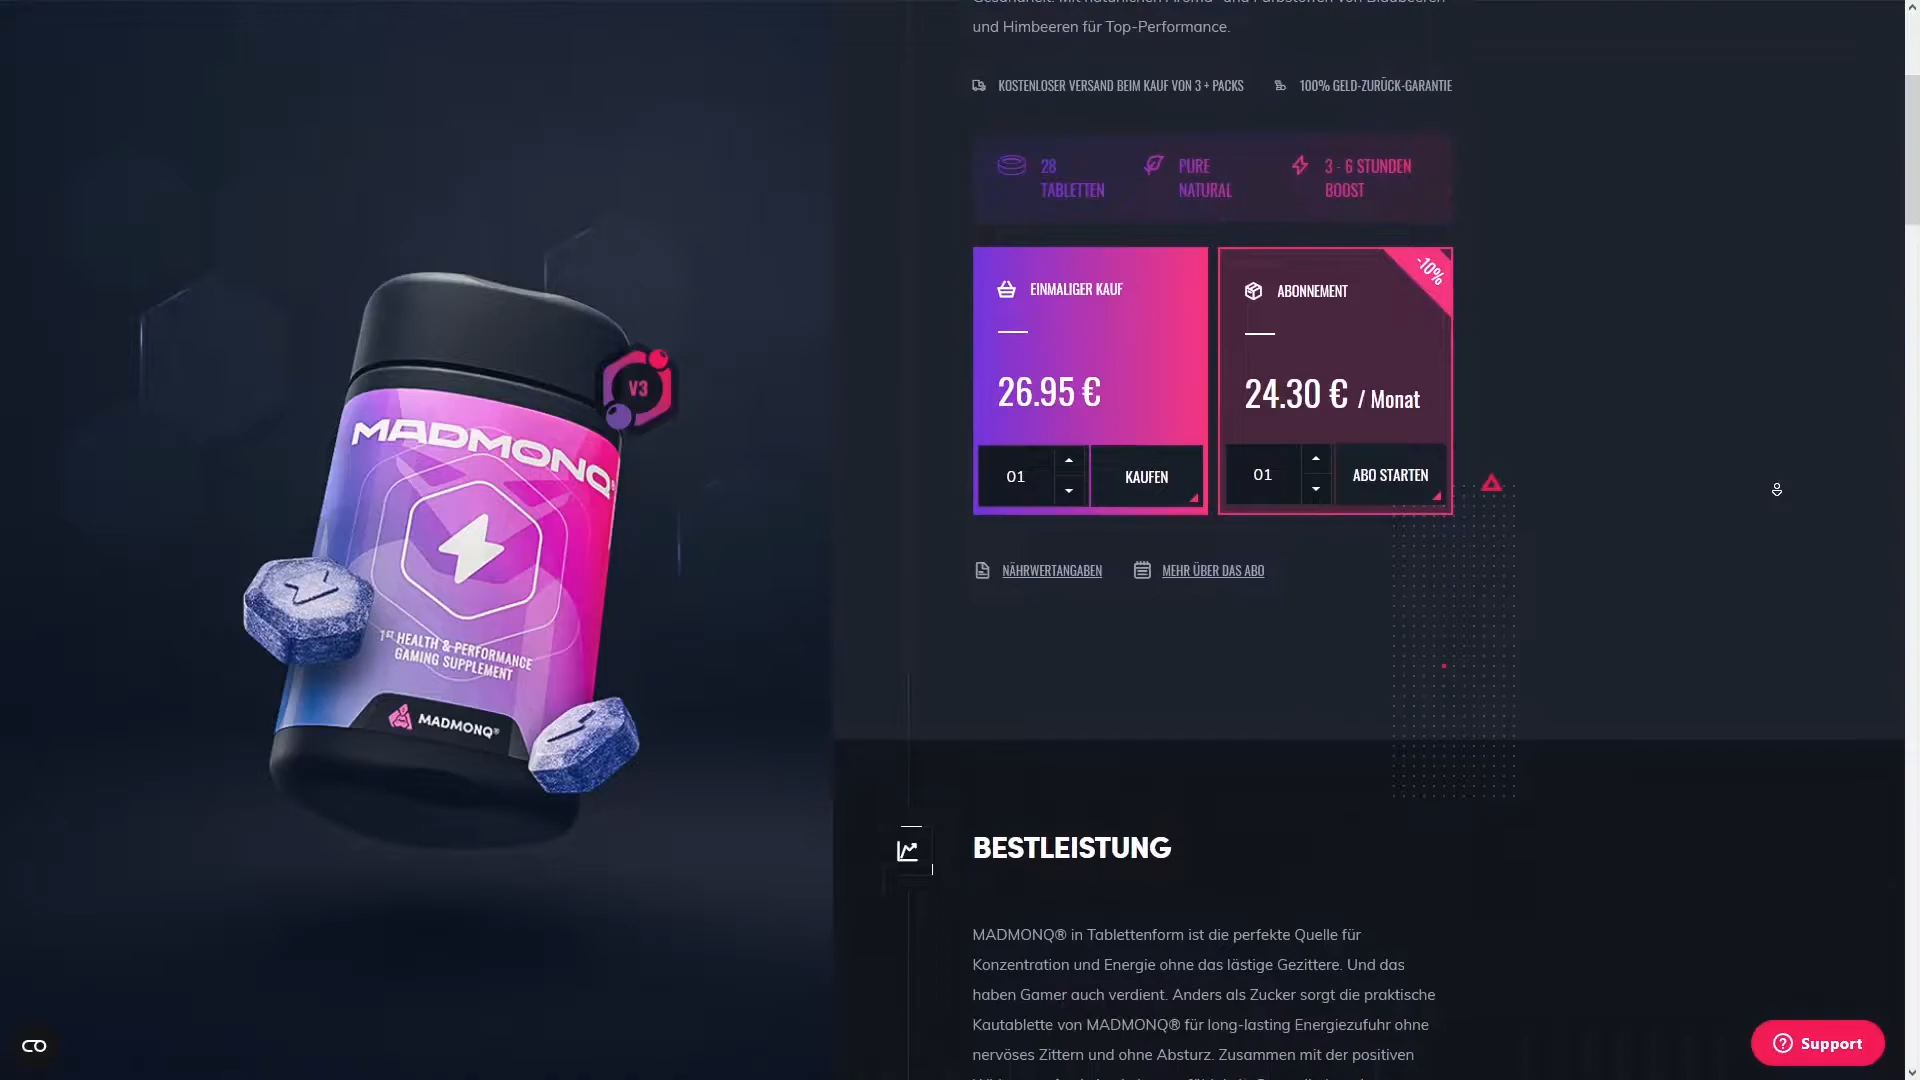 und Himbeeren für Top-Performance.
KOSTENLOSER VERSAND BEIM KAUF VON 3 + PACKS
100% GELD-ZURÜCK-GARANTIE
28 TABLETTEN
PURE NATURAL
3 - 6 STUNDEN BOOST
EINMALIGER KAUF
26.95 €
01
KAUFEN
-10%
ABONNEMENT
24.30 € / Monat
01
ABO STARTEN
NÄHRWERTANGABEN
MEHR ÜBER DAS ABO
V3
MADMONQ
1ST HEALTH & PERFORMANCE
GAMING SUPPLEMENT
MADMONQ®
BESTLEISTUNG
MADMONQ® in Tablettenform ist die perfekte Quelle für
Konzentration und Energie ohne das lästige Gezittere. Und das
haben Gamer auch verdient. Anders als Zucker sorgt die praktische
Kautablette von MADMONQ® für long-lasting Energiezufuhr ohne
nervöses Zittern und ohne Absturz. Zusammen mit der positiven
Support